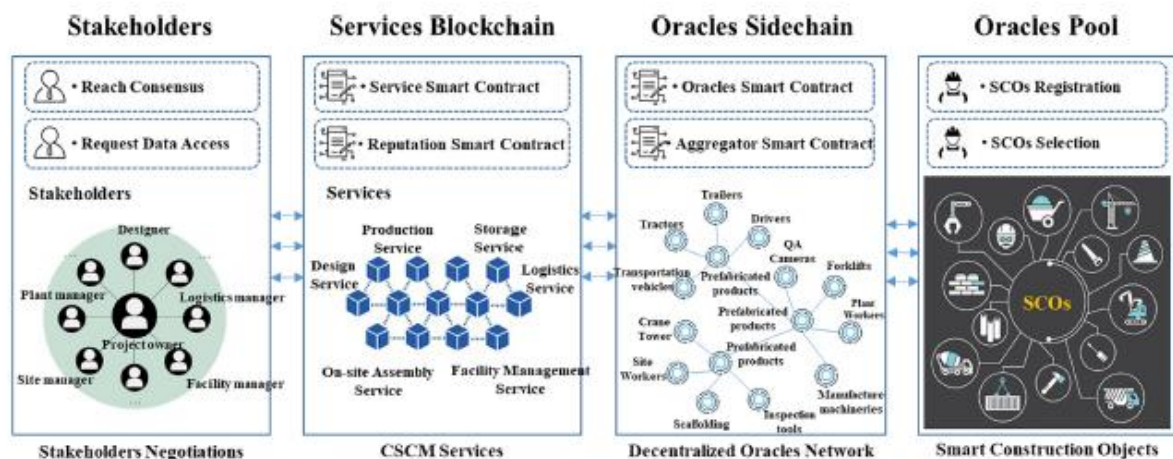 Stakeholders
Services Blockchain
Oracles Sidechain
Oracles Pool
• Reach Consensus
• Request Data Access
Stakeholders
Designer
...
...
Plant manager
Logistics manager
Project owner
Site manager
Facility manager
...
Stakeholders Negotiations
• Service Smart Contract
• Reputation Smart Contract
Services
Production
Service
Storage
Service
Design
Service
Logistics
Service
On-site Assembly
Service
Facility Management
Service
CSCM Services
• Oracles Smart Contract
• Aggregator Smart Contract
Trailers
Tractors
Drivers
QA
Cameras
Forklifts
Transportation
vehicles
Prefabricated
products
Prefabricated
products
Plant
Workers
Crane
Tower
Prefabricated
products
Site
Workers
Manufacture
machineries
Scaffolding
Inspection
tools
Decentralized Oracles Network
• SCOs Registration
• SCOs Selection
SCOs
Smart Construction Objects